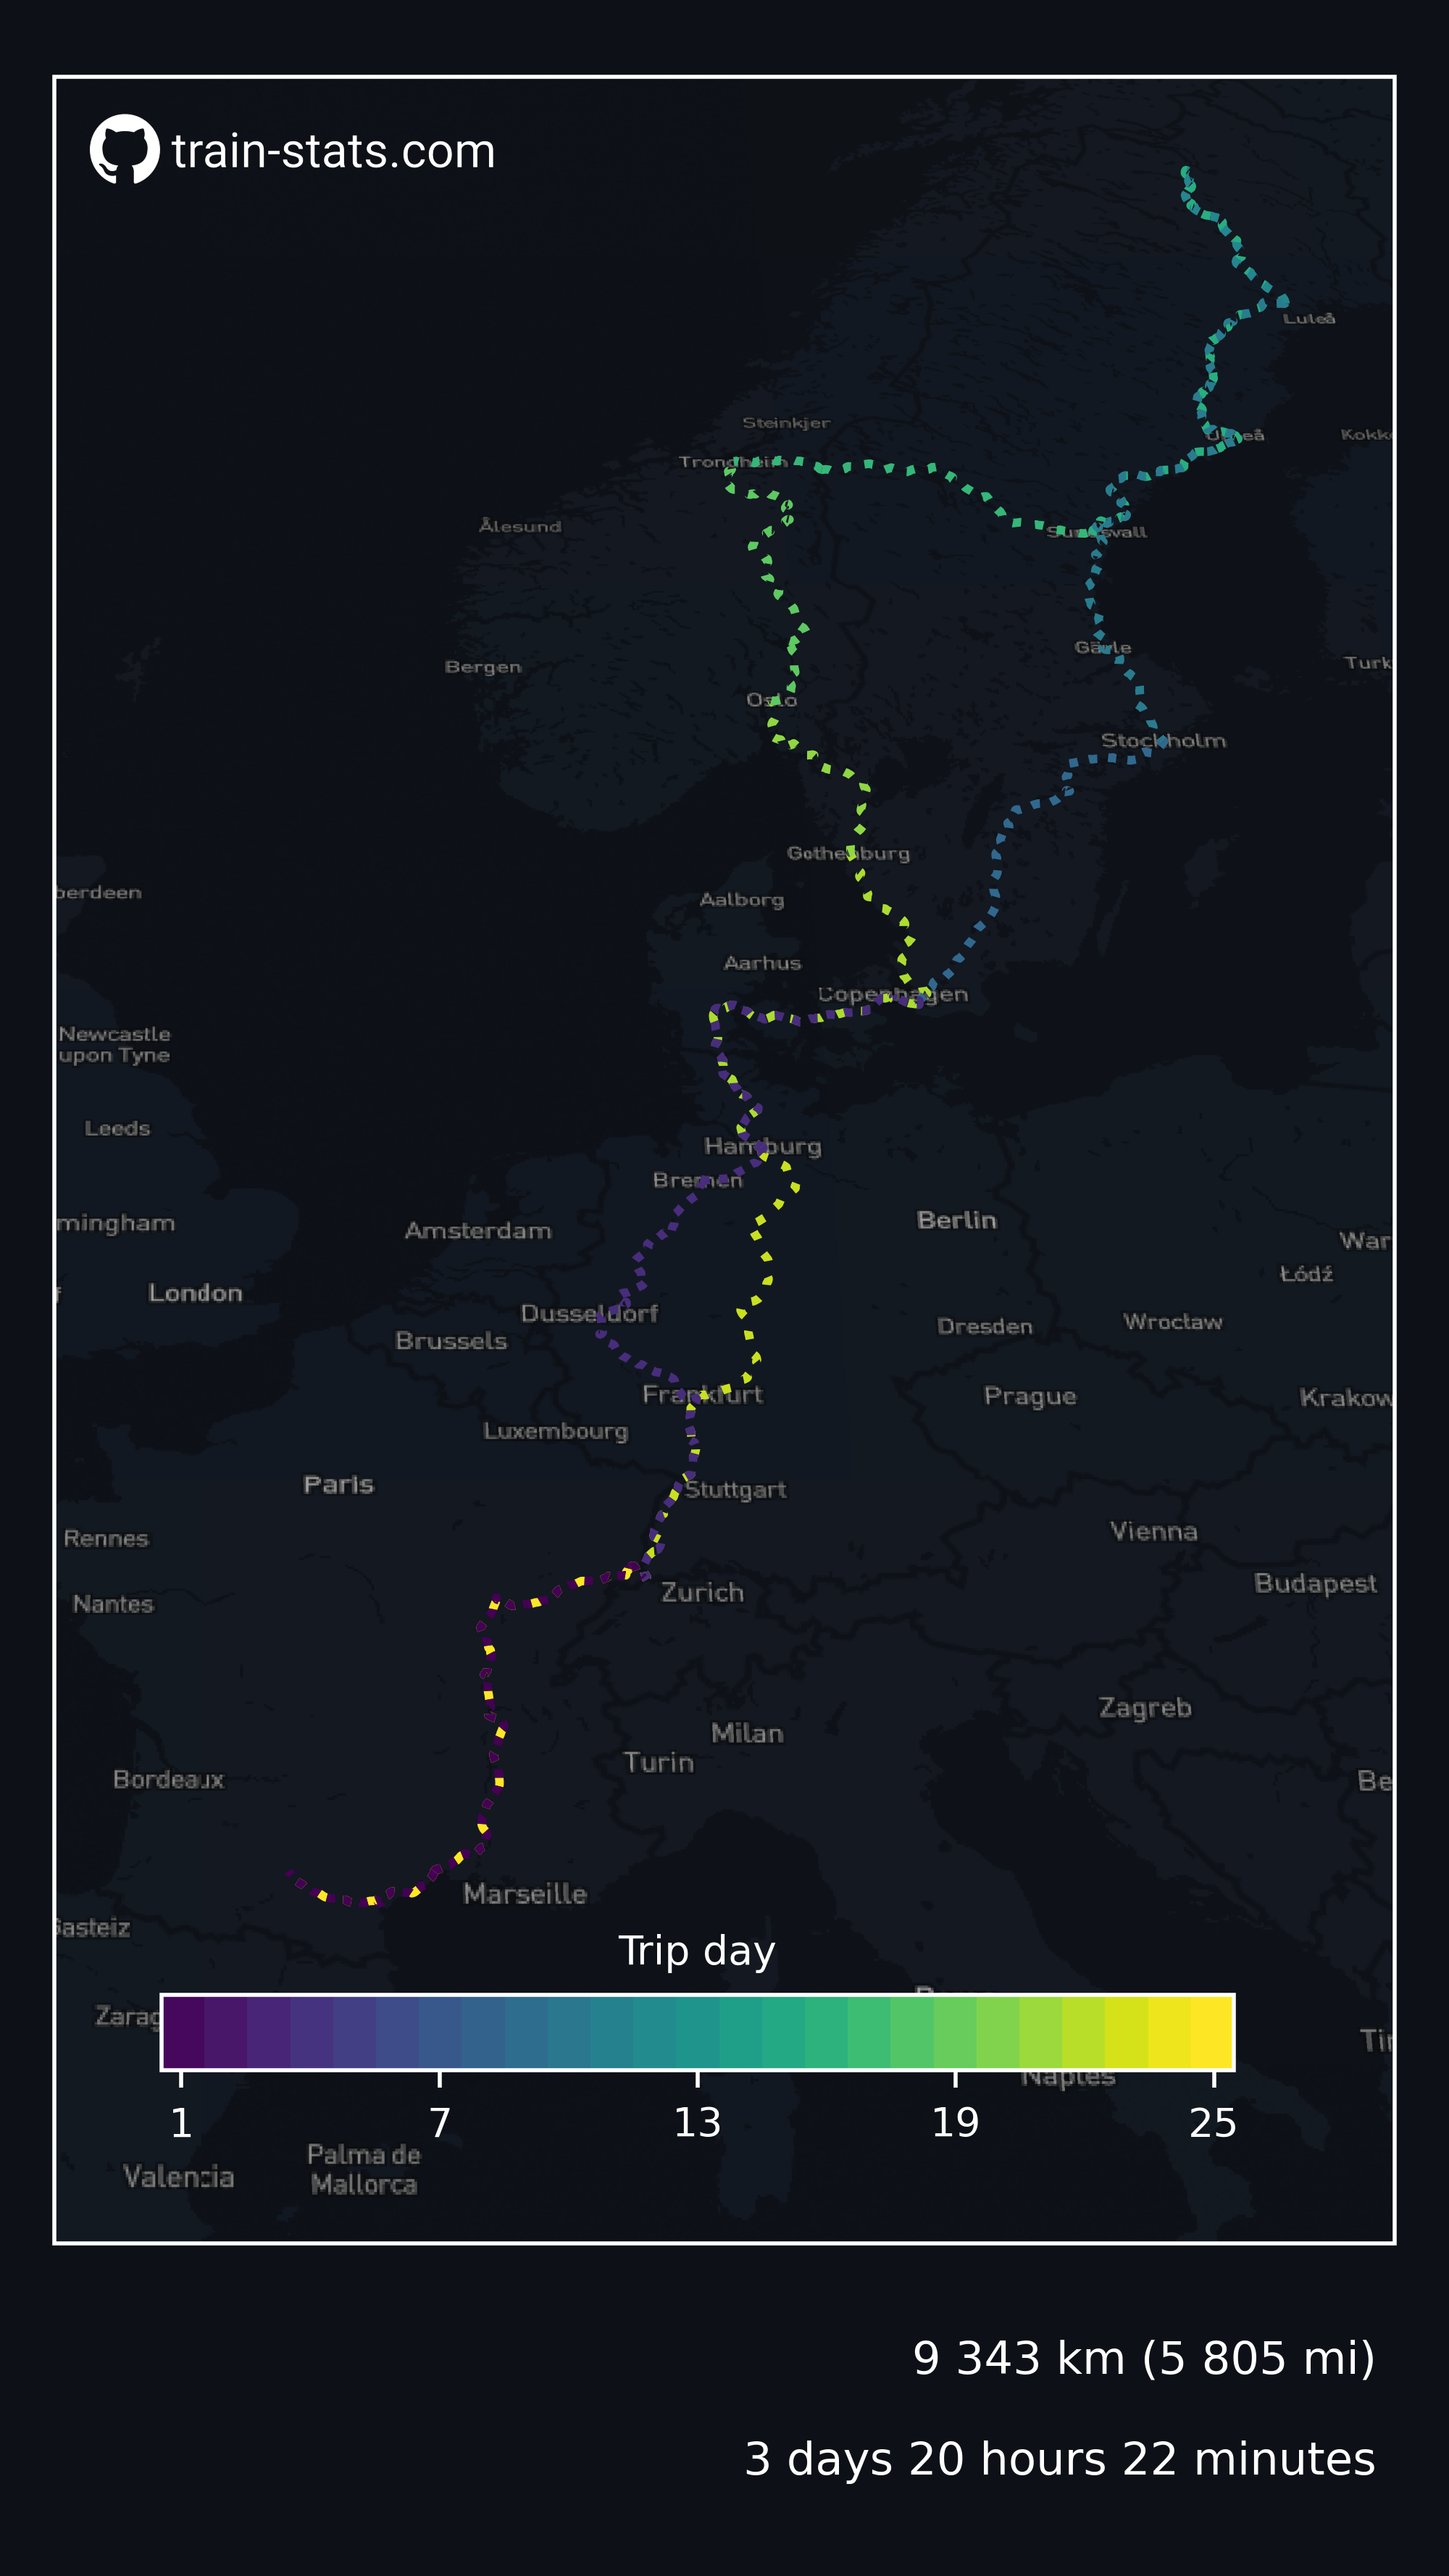 train-stats.com
Luleå
Steinkjer
Trondheim
Ålesund
Sundsvall
Bergen
Gävle
Turk
Oslo
Stockholm
Gothenburg
berdeen
Aalborg
Aarhus
Copenhagen
Newcastle
upon Tyne
Leeds
Hamburg
Bremen
mingham
Amsterdam
Berlin
War
London
Łódź
Dusseldorf
Brussels
Dresden
Wrocław
Frankfurt
Prague
Krakow
Luxembourg
Paris
Stuttgart
Rennes
Vienna
Nantes
Zurich
Budapest
Zagreb
Milan
Turin
Bordeaux
Be
Marseille
Gasteiz
Trip day
Zarag
Tir
Naples
1 7 13 19 25
Palma de
Mallorca
Valencia
9 343 km (5 805 mi)
3 days 20 hours 22 minutes